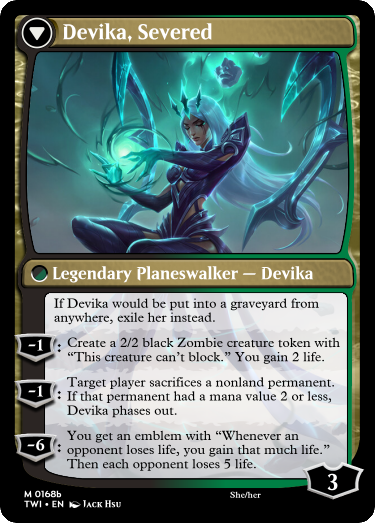 Devika, Severed
Legendary Planeswalker — Devika
If Devika would be put into a graveyard from
anywhere, exile her instead.
-1: Create a 2/2 black Zombie creature token with
“This creature can’t block.” You gain 2 life.
-1: Target player sacrifices a nonland permanent.
If that permanent had a mana value 2 or less,
Devika phases out.
-6: You get an emblem with “Whenever an
opponent loses life, you gain that much life.”
Then each opponent loses 5 life.
3
M 0168b
She/her
TWI • EN Jack Hsu